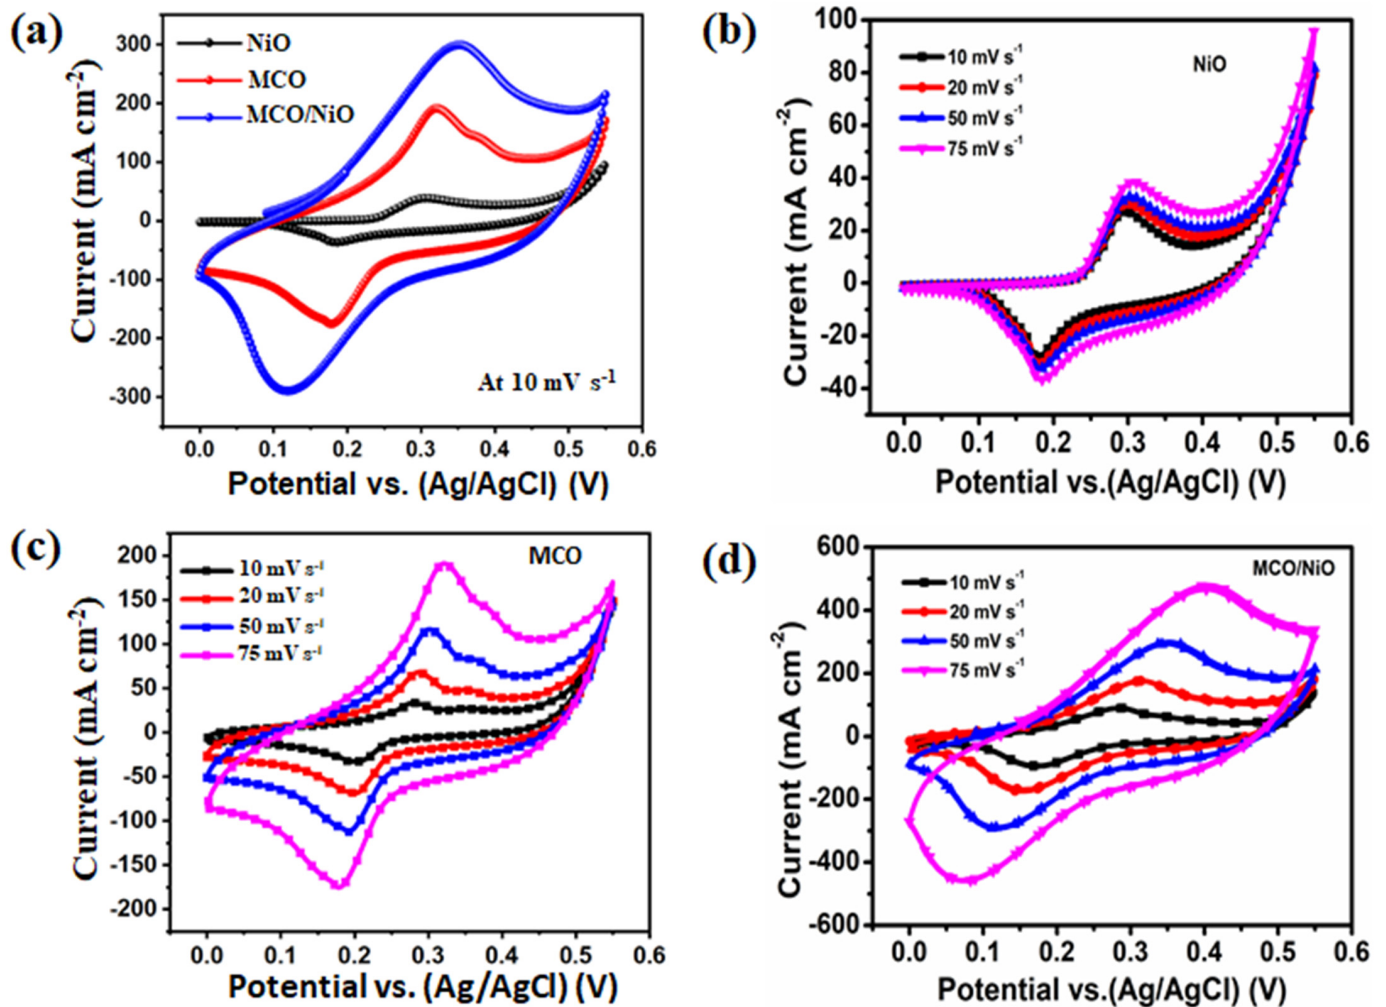 (a)
NiO
MCO
MCO/NiO
At 10 mV s-1
Current (mA cm-2)
300
200
100
0
-100
-200
-300
0.0 0.1 0.2 0.3 0.4 0.5 0.6
Potential vs. (Ag/AgCl) (V)
(b)
10 mV s-1
20 mV s-1
50 mV s-1
75 mV s-1
NiO
Current (mA cm-2)
100
80
60
40
20
0
-20
-40
0.0 0.1 0.2 0.3 0.4 0.5 0.6
Potential vs.(Ag/AgCl) (V)
(c)
10 mV s-1
20 mV s-1
50 mV s-1
75 mV s-1
MCO
Current (mA cm-2)
200
150
100
50
0
-50
-100
-150
-200
0.0 0.1 0.2 0.3 0.4 0.5 0.6
Potential vs. (Ag/AgCl) (V)
(d)
10 mV s-1
20 mV s-1
50 mV s-1
75 mV s-1
MCO/NiO
Current (mA cm-2)
600
400
200
0
-200
-400
-600
0.0 0.1 0.2 0.3 0.4 0.5 0.6
Potential vs.(Ag/AgCl) (V)